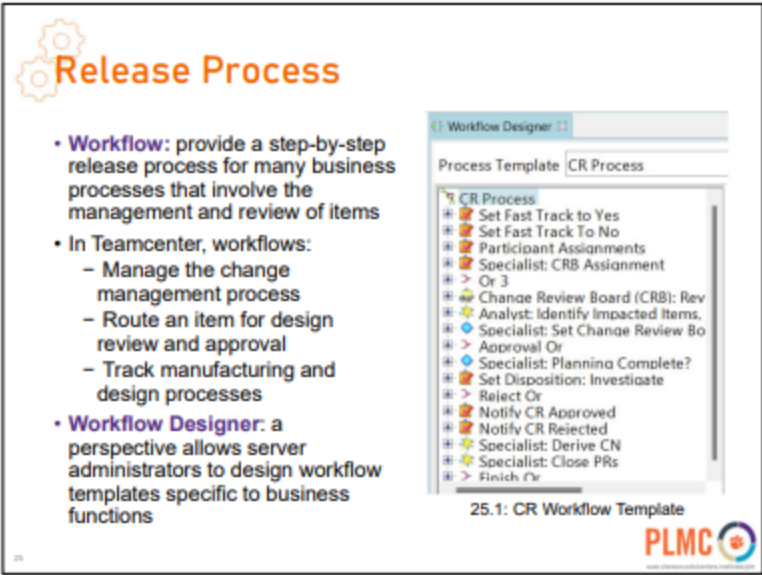 Release Process
• Workflow: provide a step-by-step
release process for many business
processes that involve the
management and review of items
• In Teamcenter, workflows:
– Manage the change
management process
– Route an item for design
review and approval
– Track manufacturing and
design processes
• Workflow Designer: a
perspective allows server
administrators to design workflow
templates specific to business
functions
Workflow Designer
Process Template CR Process
CR Process
Set Fast Track to Yes
Set Fast Track To No
Participant Assignments
Specialist: CRB Assignment
Or 3
Change Review Board (CRB): Rev
Analyst: Identify Impacted Items,
Specialist: Set Change Review Bo
Approval Or
Specialist: Planning Complete?
Set Disposition: Investigate
Reject Or
Notify CR Approved
Notify CR Rejected
Specialist: Derive CN
Specialist: Close PRs
Finish Or
25.1: CR Workflow Template
PLMC
25